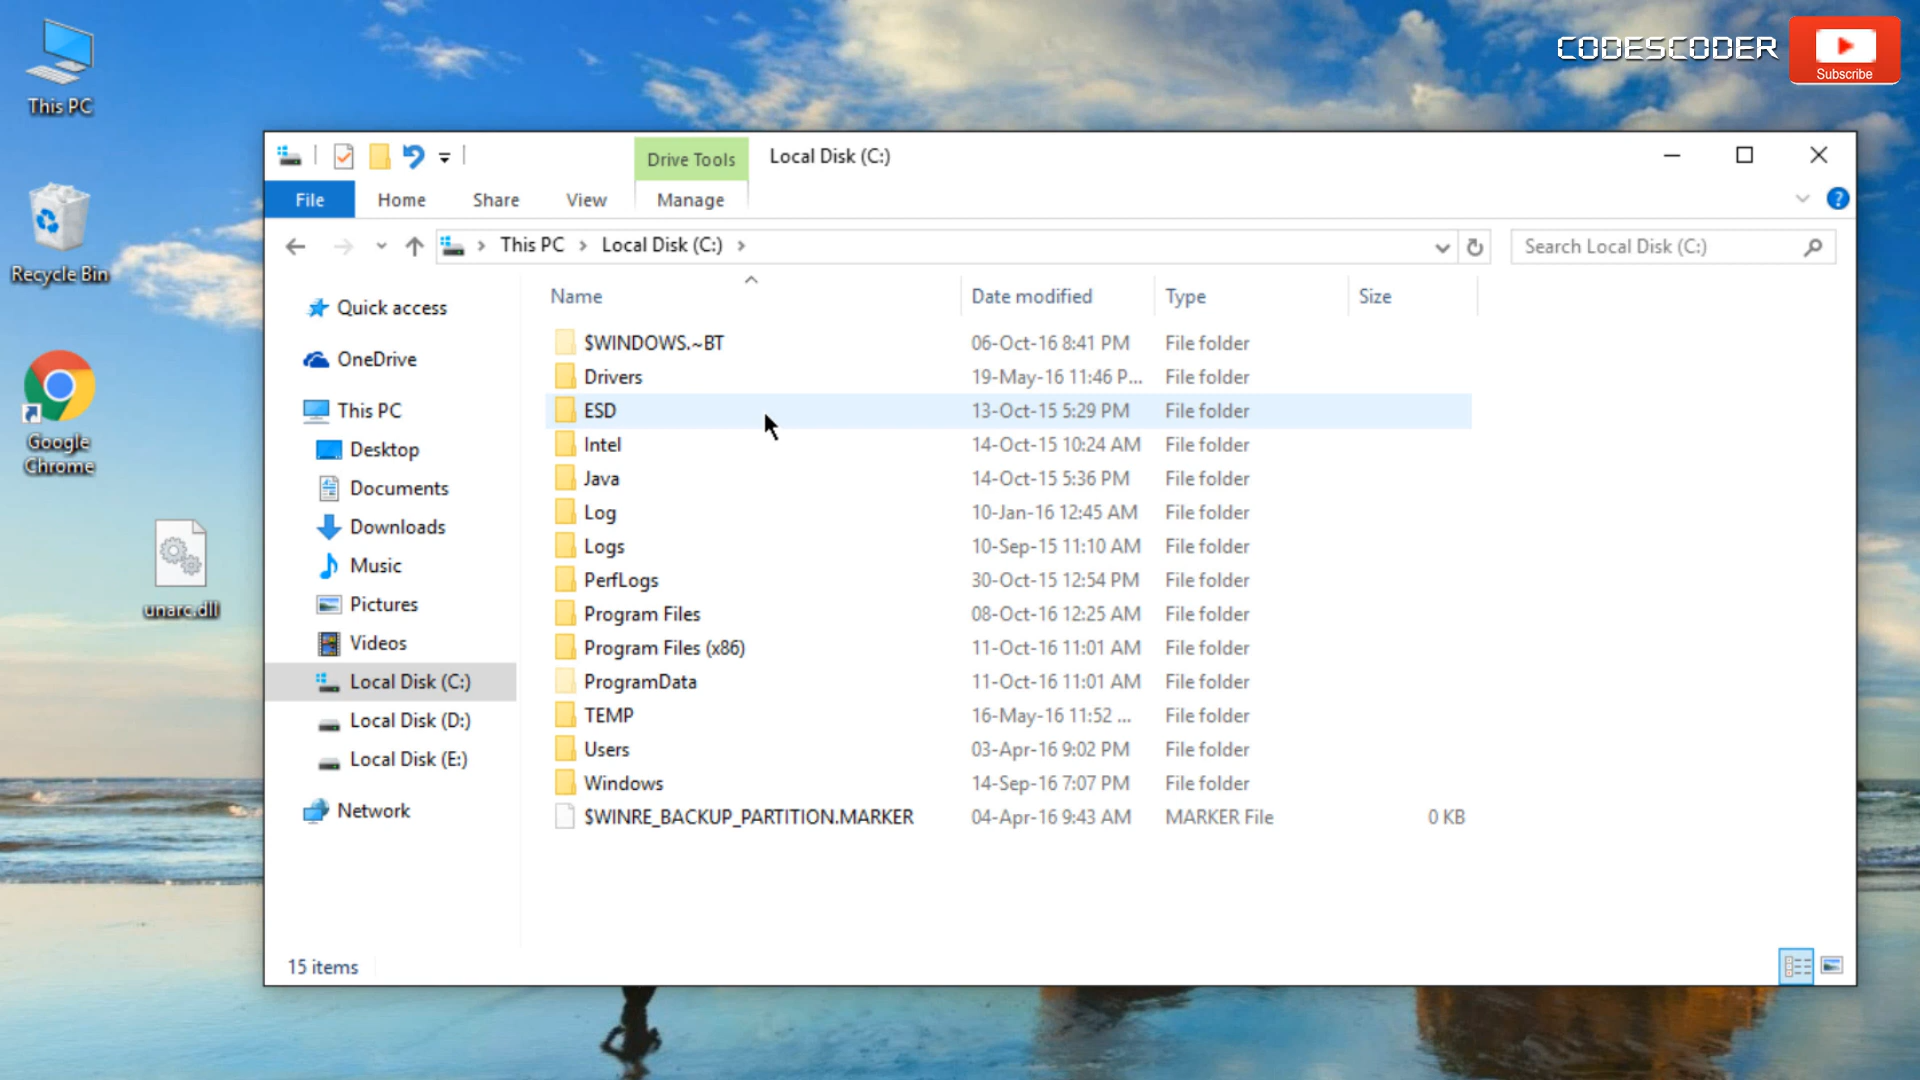 This PC
Recycle Bin
Google
Chrome
unarc.dll
CODESCODER
Subscribe
Drive Tools
Local Disk (C:)
File
Home
Share
View
Manage
?
This PC
Local Disk (C:)
Search Local Disk (C:)
Quick access
OneDrive
This PC
Desktop
Documents
Downloads
Music
Pictures
Videos
Local Disk (C:)
Local Disk (D:)
Local Disk (E:)
Network
Name Date modified Type Size
$WINDOWS.~BT 06-Oct-16 8:41 PM File folder
Drivers 19-May-16 11:46 P... File folder
ESD 13-Oct-15 5:29 PM File folder
Intel 14-Oct-15 10:24 AM File folder
Java 14-Oct-15 5:36 PM File folder
Log 10-Jan-16 12:45 AM File folder
Logs 10-Sep-15 11:10 AM File folder
PerfLogs 30-Oct-15 12:54 PM File folder
Program Files 08-Oct-16 12:25 AM File folder
Program Files (x86) 11-Oct-16 11:01 AM File folder
ProgramData 11-Oct-16 11:01 AM File folder
TEMP 16-May-16 11:52 ... File folder
Users 03-Apr-16 9:02 PM File folder
Windows 14-Sep-16 7:07 PM File folder
$WINRE_BACKUP_PARTITION.MARKER 04-Apr-16 9:43 AM MARKER File 0 KB
15 items